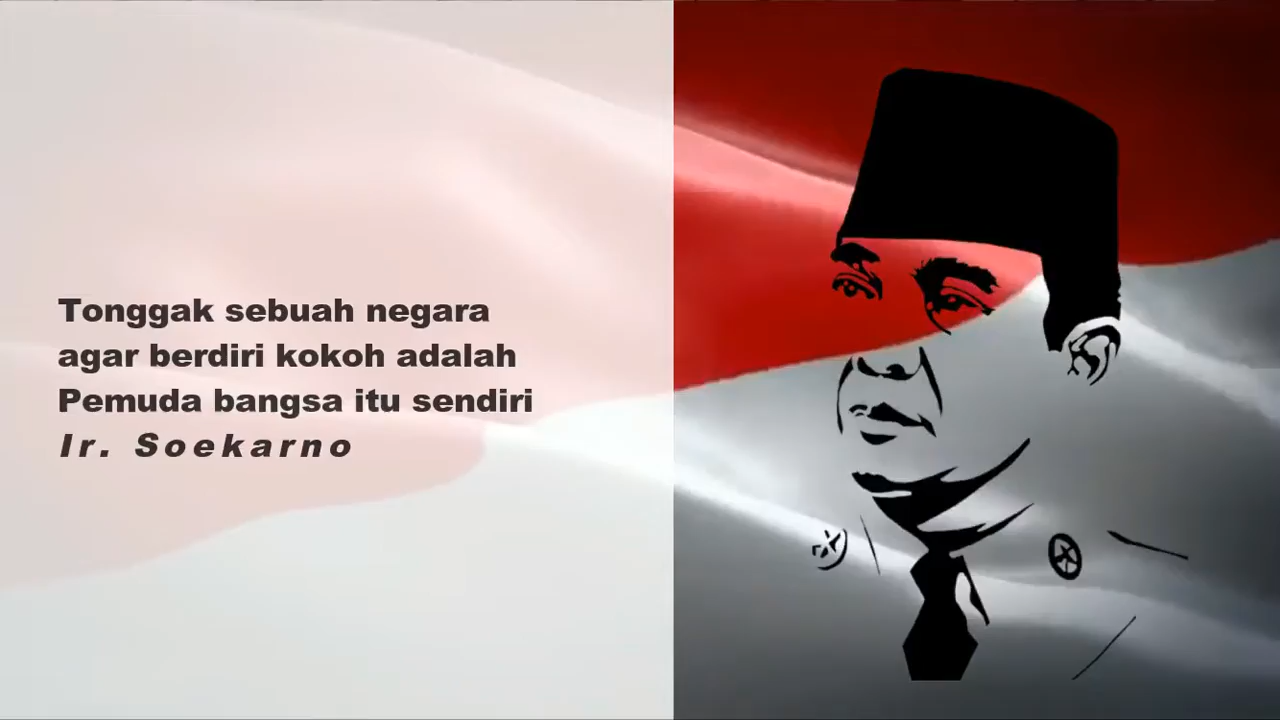 Tonggak sebuah negara
agar berdiri kokoh adalah
Pemuda bangsa itu sendiri
Ir. Soekarno